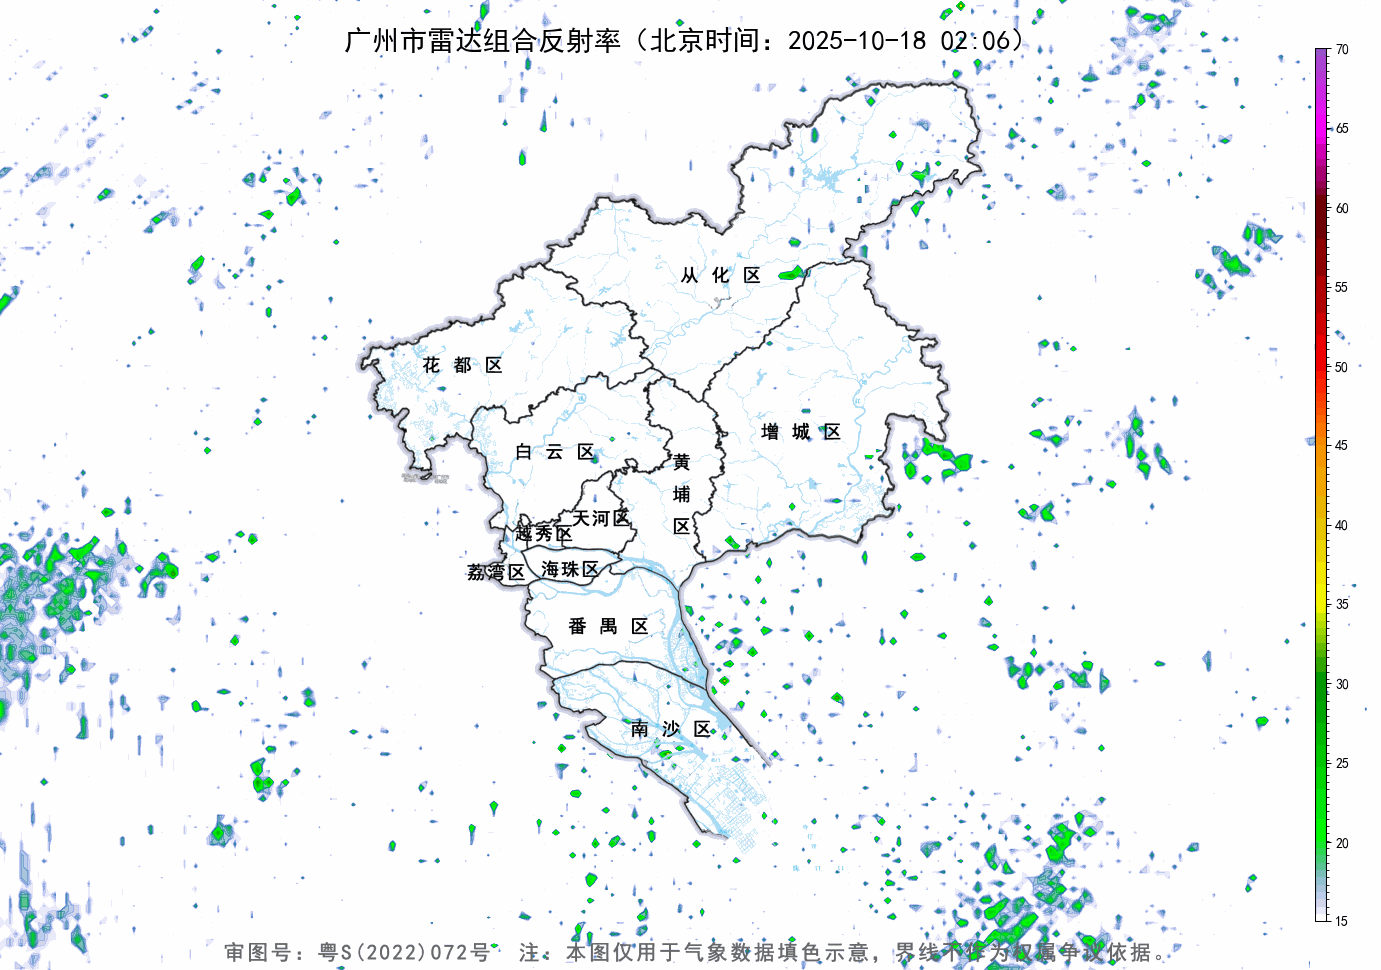 广州市雷达组合反射率（北京时间：2025-10-18 02:06）
70
65
60
55
50
45
40
35
30
25
20
15
从化区
花都区
增城区
白云区
黄埔区
天河区
越秀区
荔湾区
海珠区
番禺区
南沙区
审图号：粤S(2022)072号 注：本图仅用于气象数据填色示意，界线不作为权属争议依据。